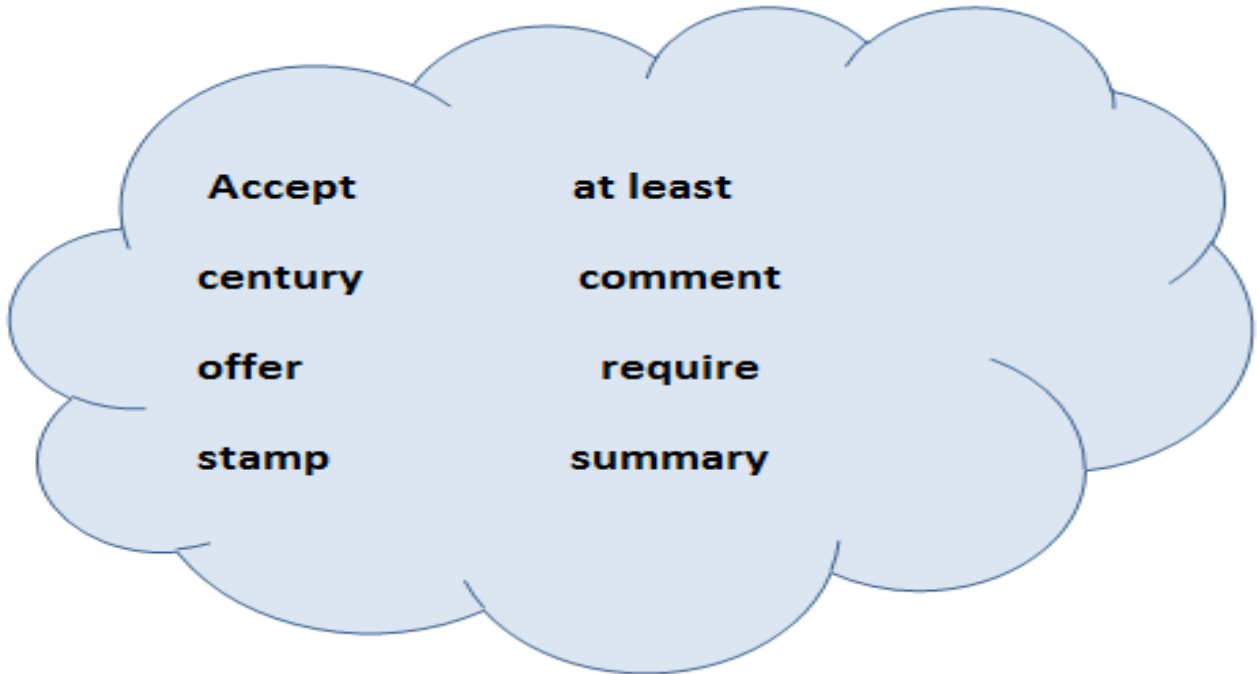 Accept at least
century comment
offer require
stamp summary